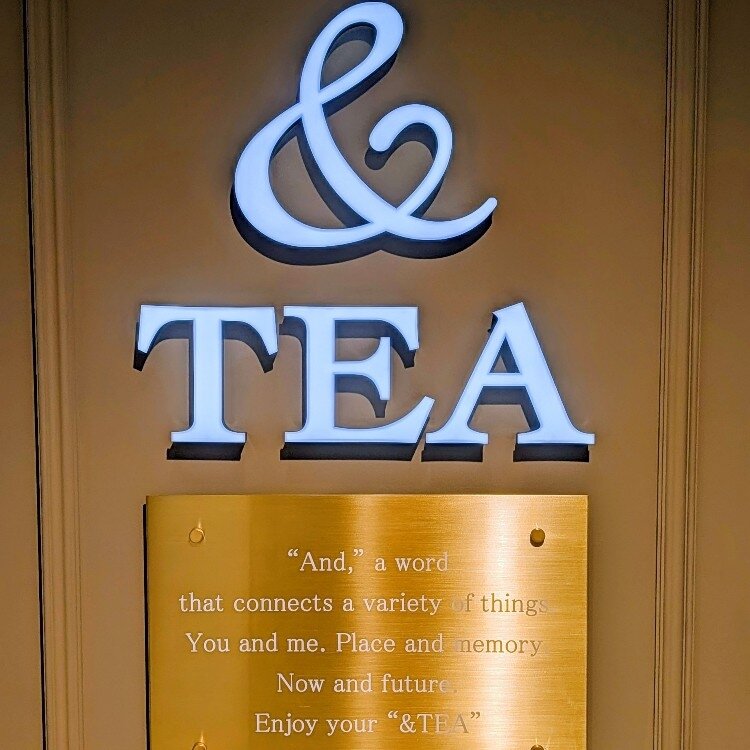 &
TEA
“And,” a word
that connects a variety of things
You and me. Place and memory.
Now and future.
Enjoy your “&TEA”